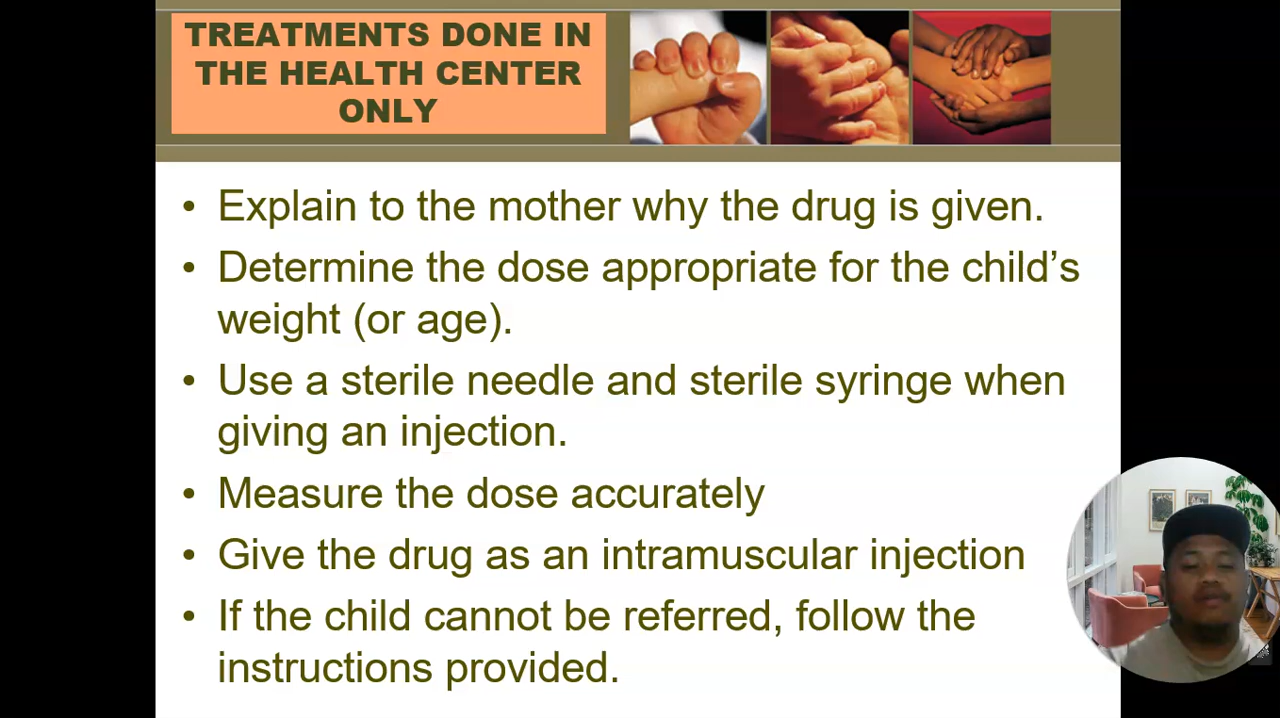 TREATMENTS DONE IN
THE HEALTH CENTER
ONLY
• Explain to the mother why the drug is given.
• Determine the dose appropriate for the child’s
weight (or age).
• Use a sterile needle and sterile syringe when
giving an injection.
• Measure the dose accurately
• Give the drug as an intramuscular injection
• If the child cannot be referred, follow the
instructions provided.